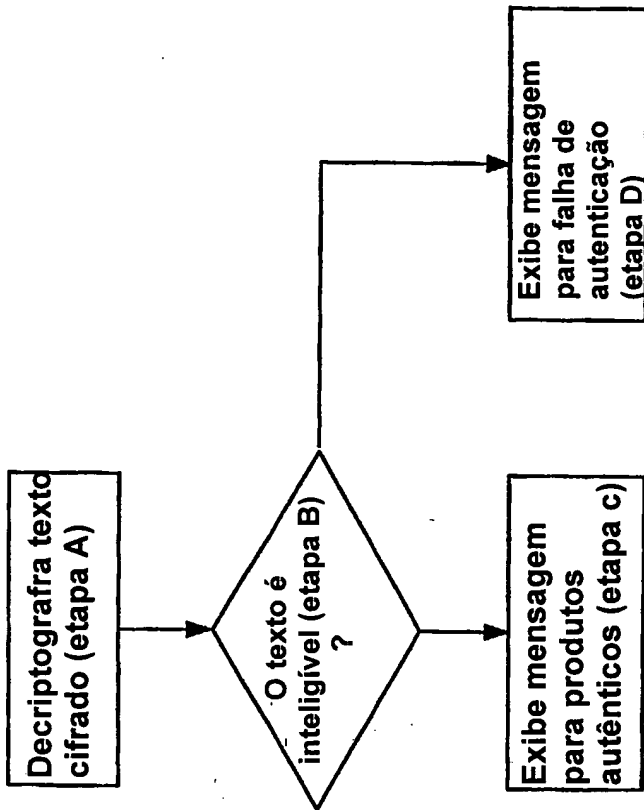 Decriptografra texto
cifrado (etapa A)
O texto é
inteligível (etapa B)
?
Exibe mensagem
para produtos
autênticos (etapa c)
Exibe mensagem
para falha de
autenticação
(etapa D)